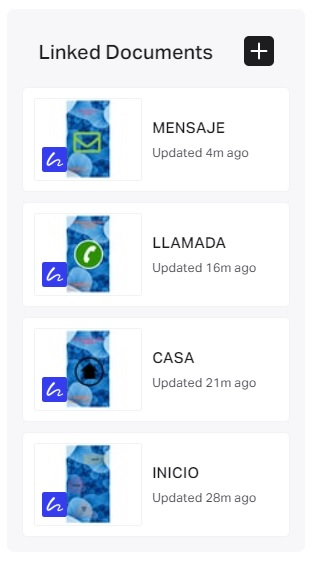 Linked Documents
MENSAJE
Updated 4m ago
LLAMADA
Updated 16m ago
CASA
Updated 21m ago
INICIO
Updated 28m ago